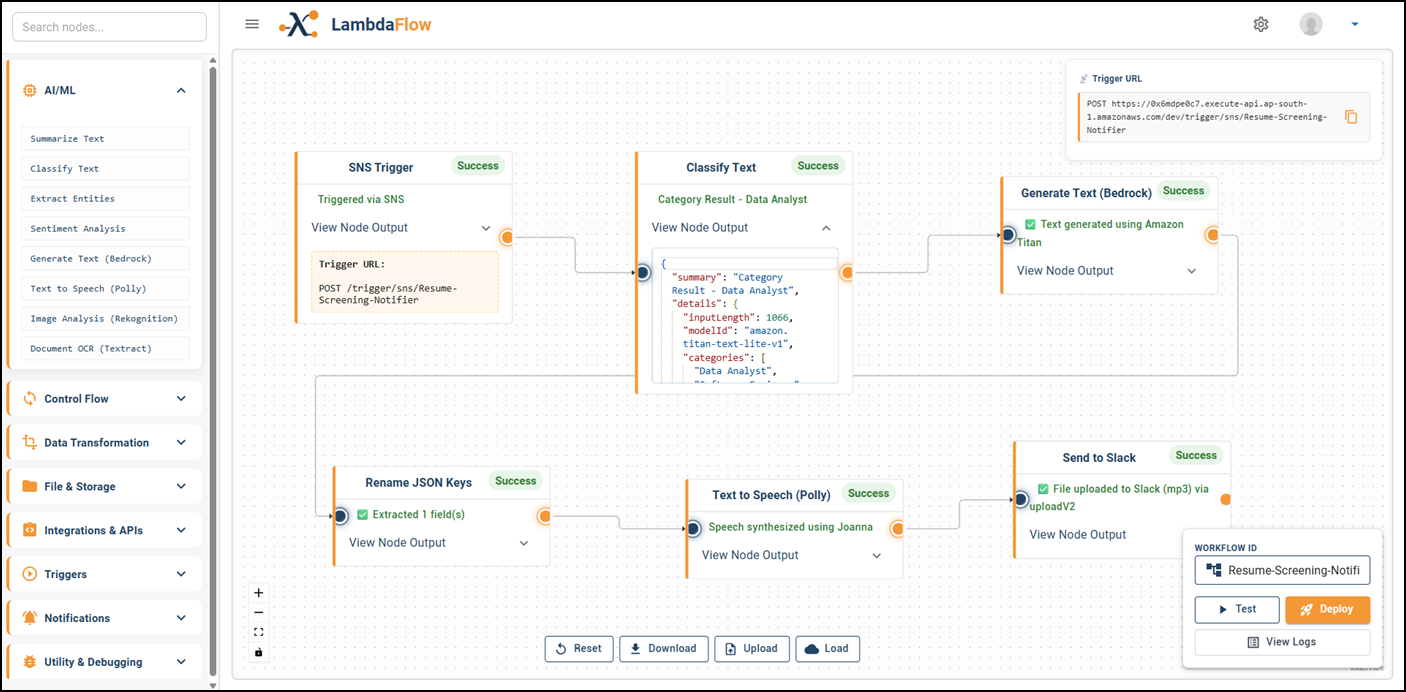 Search nodes...
LambdaFlow
AI/ML
Summarize Text
Classify Text
Extract Entities
Sentiment Analysis
Generate Text (Bedrock)
Text to Speech (Polly)
Image Analysis (Rekognition)
Document OCR (Textract)
Control Flow
Data Transformation
File & Storage
Integrations & APIs
Triggers
Notifications
Utility & Debugging
Trigger URL
POST https://0x6mdpe0c7.execute-api.ap-south-
1.amazonaws.com/dev/trigger/sns/Resume-Screening-
Notifier
SNS Trigger
Success
Triggered via SNS
View Node Output
Trigger URL:
POST /trigger/sns/Resume-
Screening-Notifier
Classify Text
Success
Category Result - Data Analyst
View Node Output
{
"summary": "Category
Result - Data Analyst",
"details": {
"inputLength": 1066,
"modelId": "amazon.
titan-text-lite-v1",
"categories": [
"Data Analyst",
Generate Text (Bedrock)
Success
Text generated using Amazon
Titan
View Node Output
Rename JSON Keys
Success
Extracted 1 field(s)
View Node Output
Text to Speech (Polly)
Success
Speech synthesized using Joanna
View Node Output
Send to Slack
Success
File uploaded to Slack (mp3) via
uploadV2
View Node Output
WORKFLOW ID
Resume-Screening-Notifi
Test
Deploy
View Logs
Reset
Download
Upload
Load